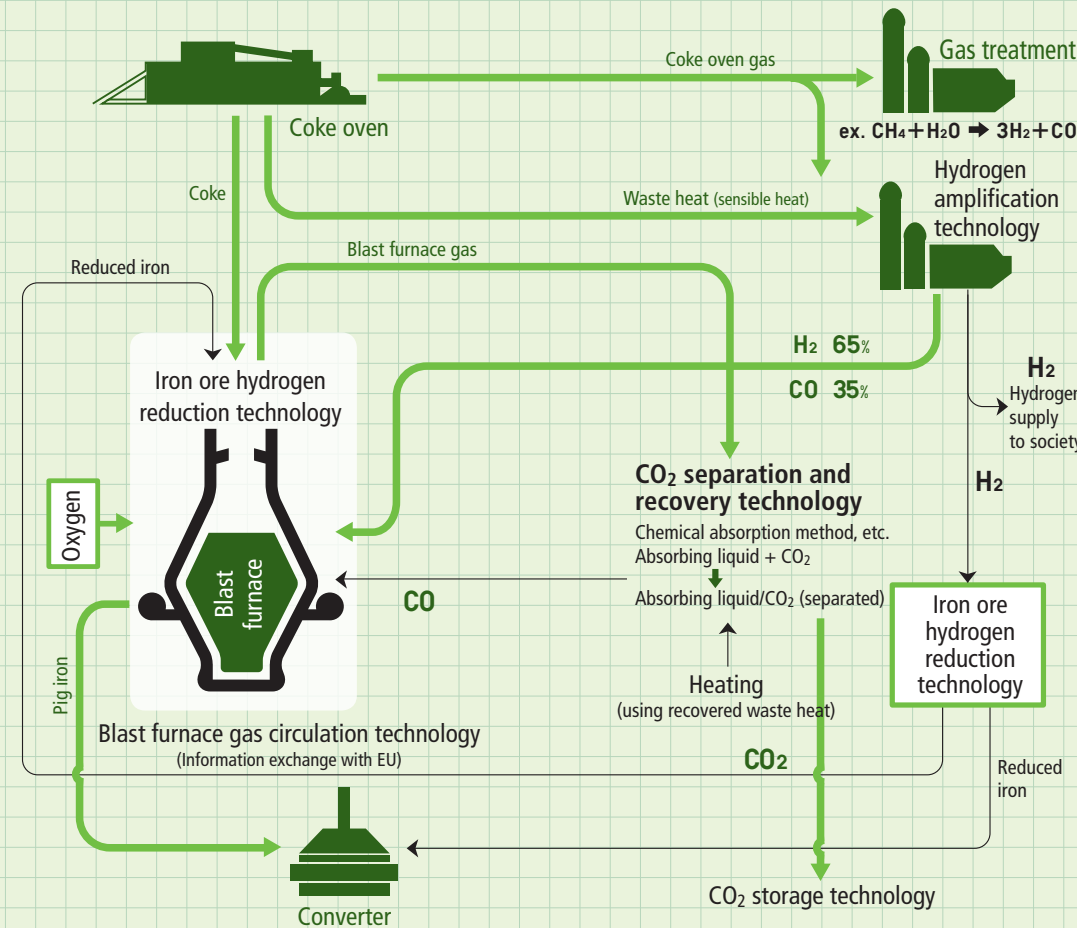 Coke oven gas
Gas treatment
ex. CH₄+H₂O ➡ 3H₂+CO
Coke oven
Coke
Waste heat (sensible heat)
Hydrogen
amplification
technology
Blast furnace gas
Reduced iron
H₂ 65%
CO 35%
H₂
Hydrogen
supply
to society
H₂
Iron ore hydrogen
reduction technology
Oxygen
Blast
furnace
CO
CO₂ separation and
recovery technology
Chemical absorption method, etc.
Absorbing liquid + CO₂
Absorbing liquid/CO₂ (separated)
Heating
(using recovered waste heat)
Iron ore
hydrogen
reduction
technology
Pig iron
Blast furnace gas circulation technology
(Information exchange with EU)
CO₂
Reduced
iron
Converter
CO₂ storage technology